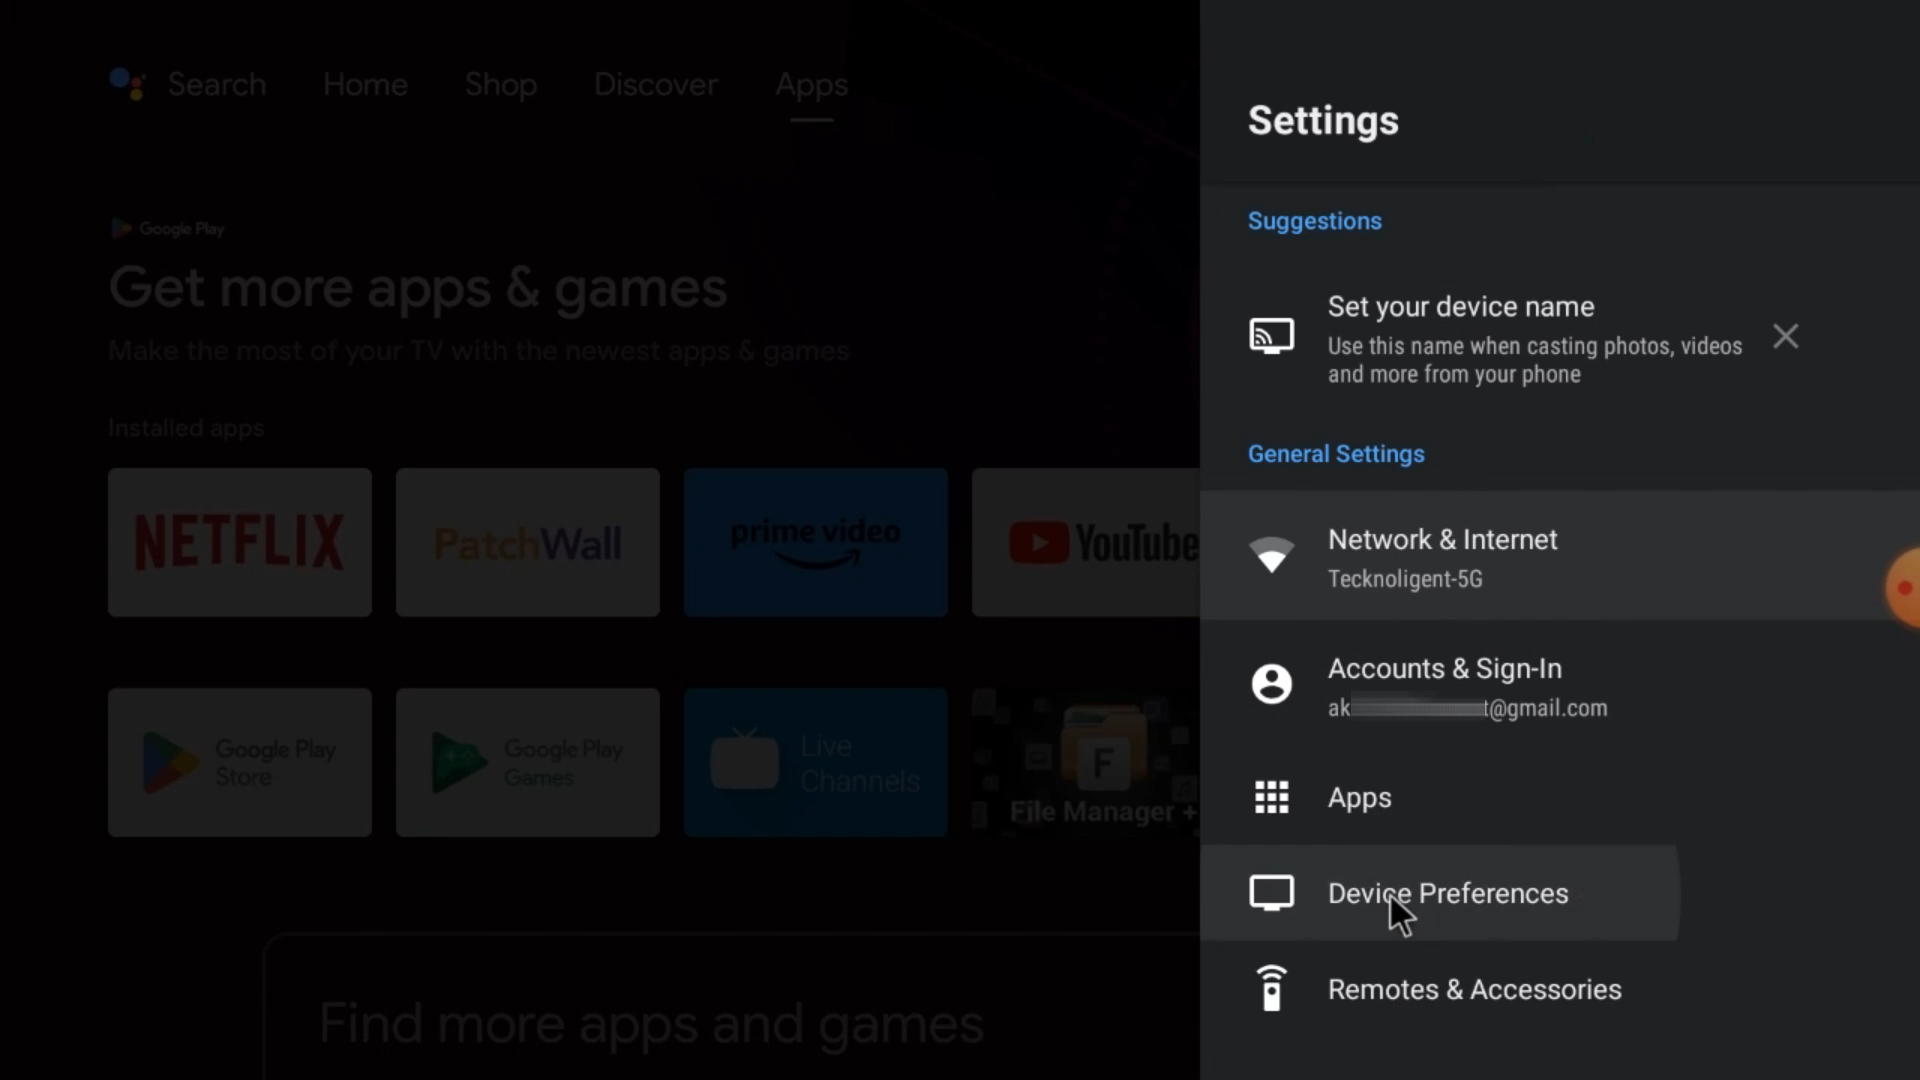 Search Home Shop Discover Apps
Google Play
Get more apps & games
Make the most of your TV with the newest apps & games
Installed apps
NETFLIX
PatchWall
prime video
YouTube
Google Play
Store
Google Play
Games
Live
Channels
F
File Manager +
Find more apps and games
Settings
Suggestions
Set your device name
Use this name when casting photos, videos
and more from your phone
General Settings
Network & Internet
Tecknoligent-5G
Accounts & Sign-In
ak t@gmail.com
Apps
Device Preferences
Remotes & Accessories